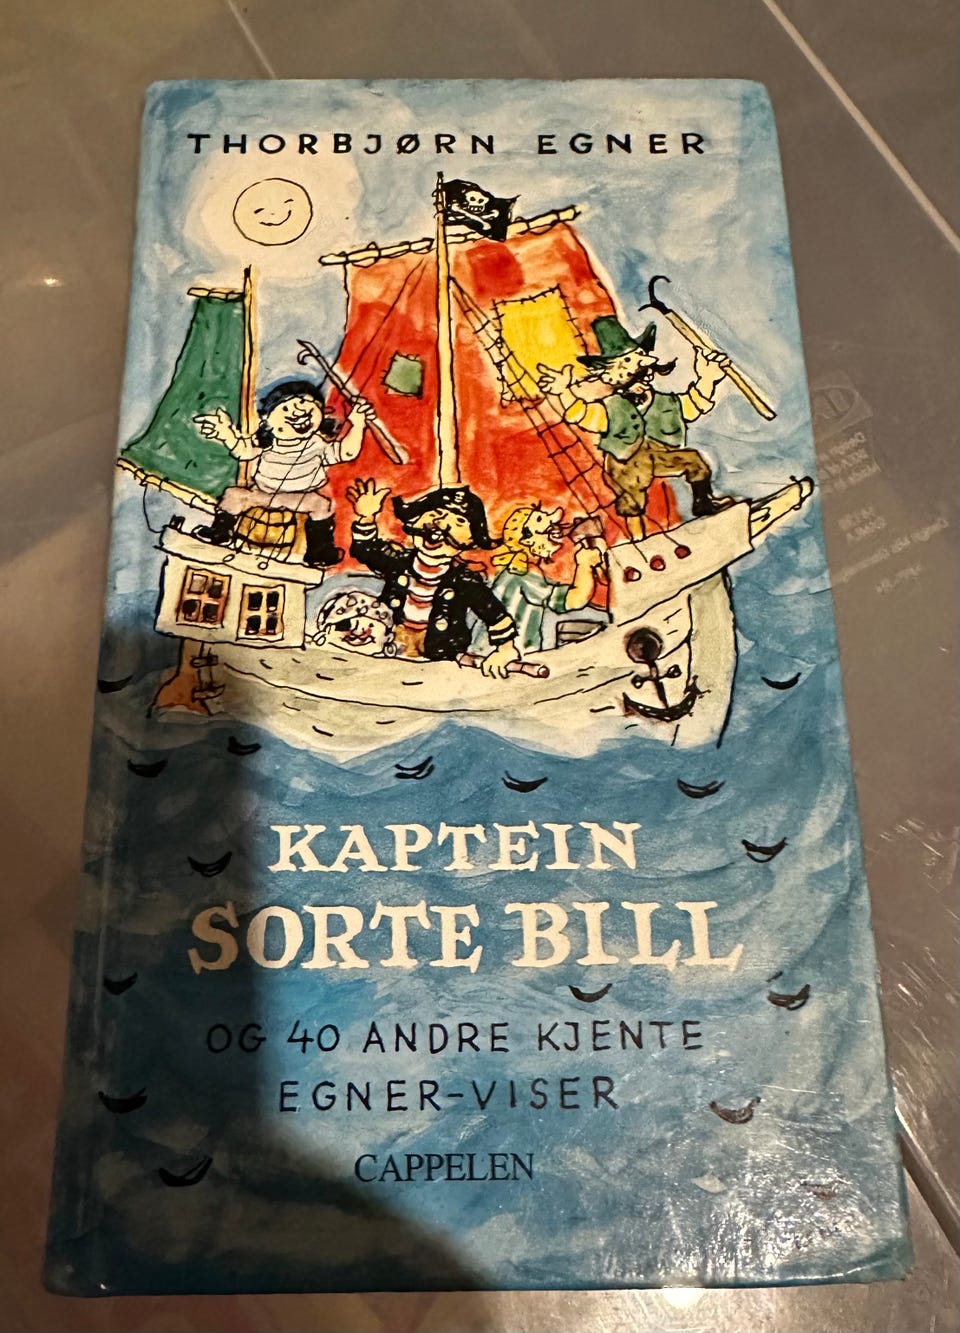 THORBJØRN EGNER
KAPTEIN
SORTE BILL
OG 40 ANDRE KJENTE
EGNER-VISER
CAPPELEN